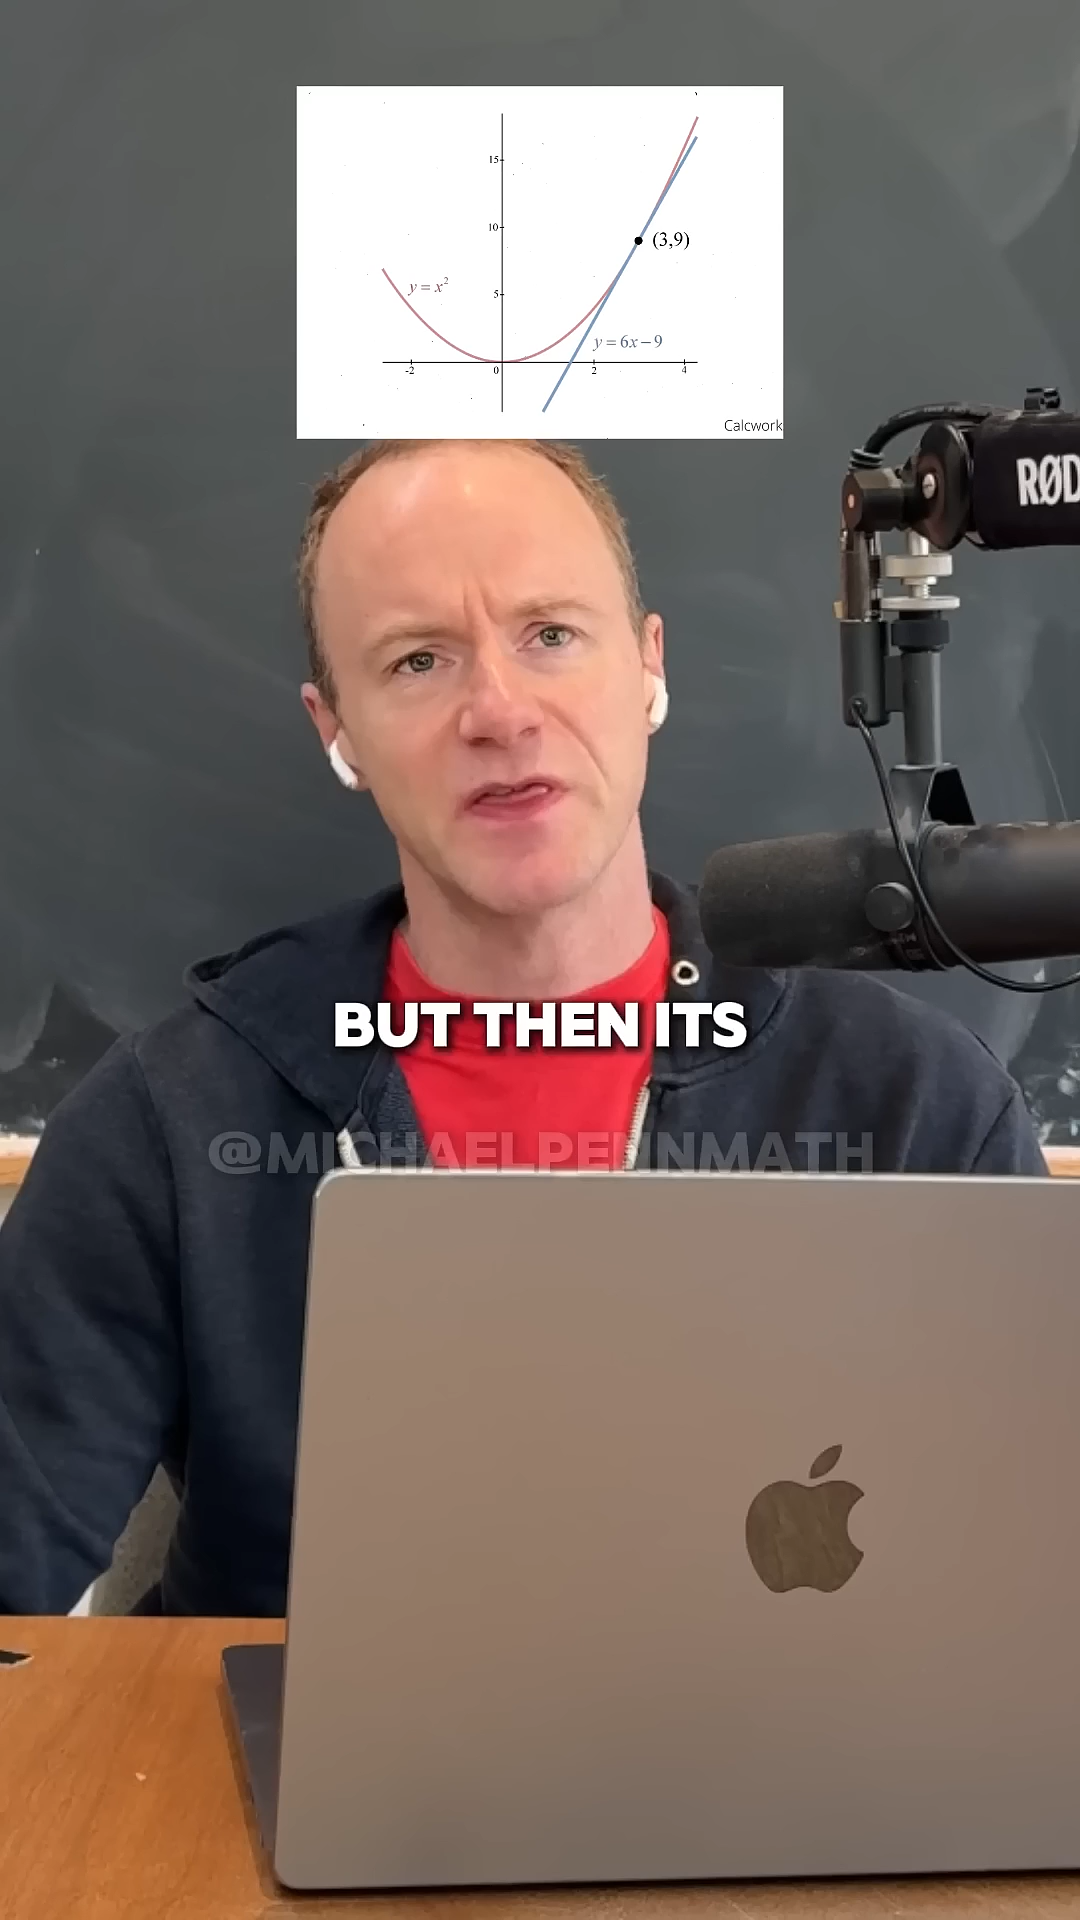 15
10
(3,9)
y = x²
5
y = 6x − 9
-2
0
2
4
Calcwork
RØD
BUT THEN ITS
@MICHAELPENNMATH